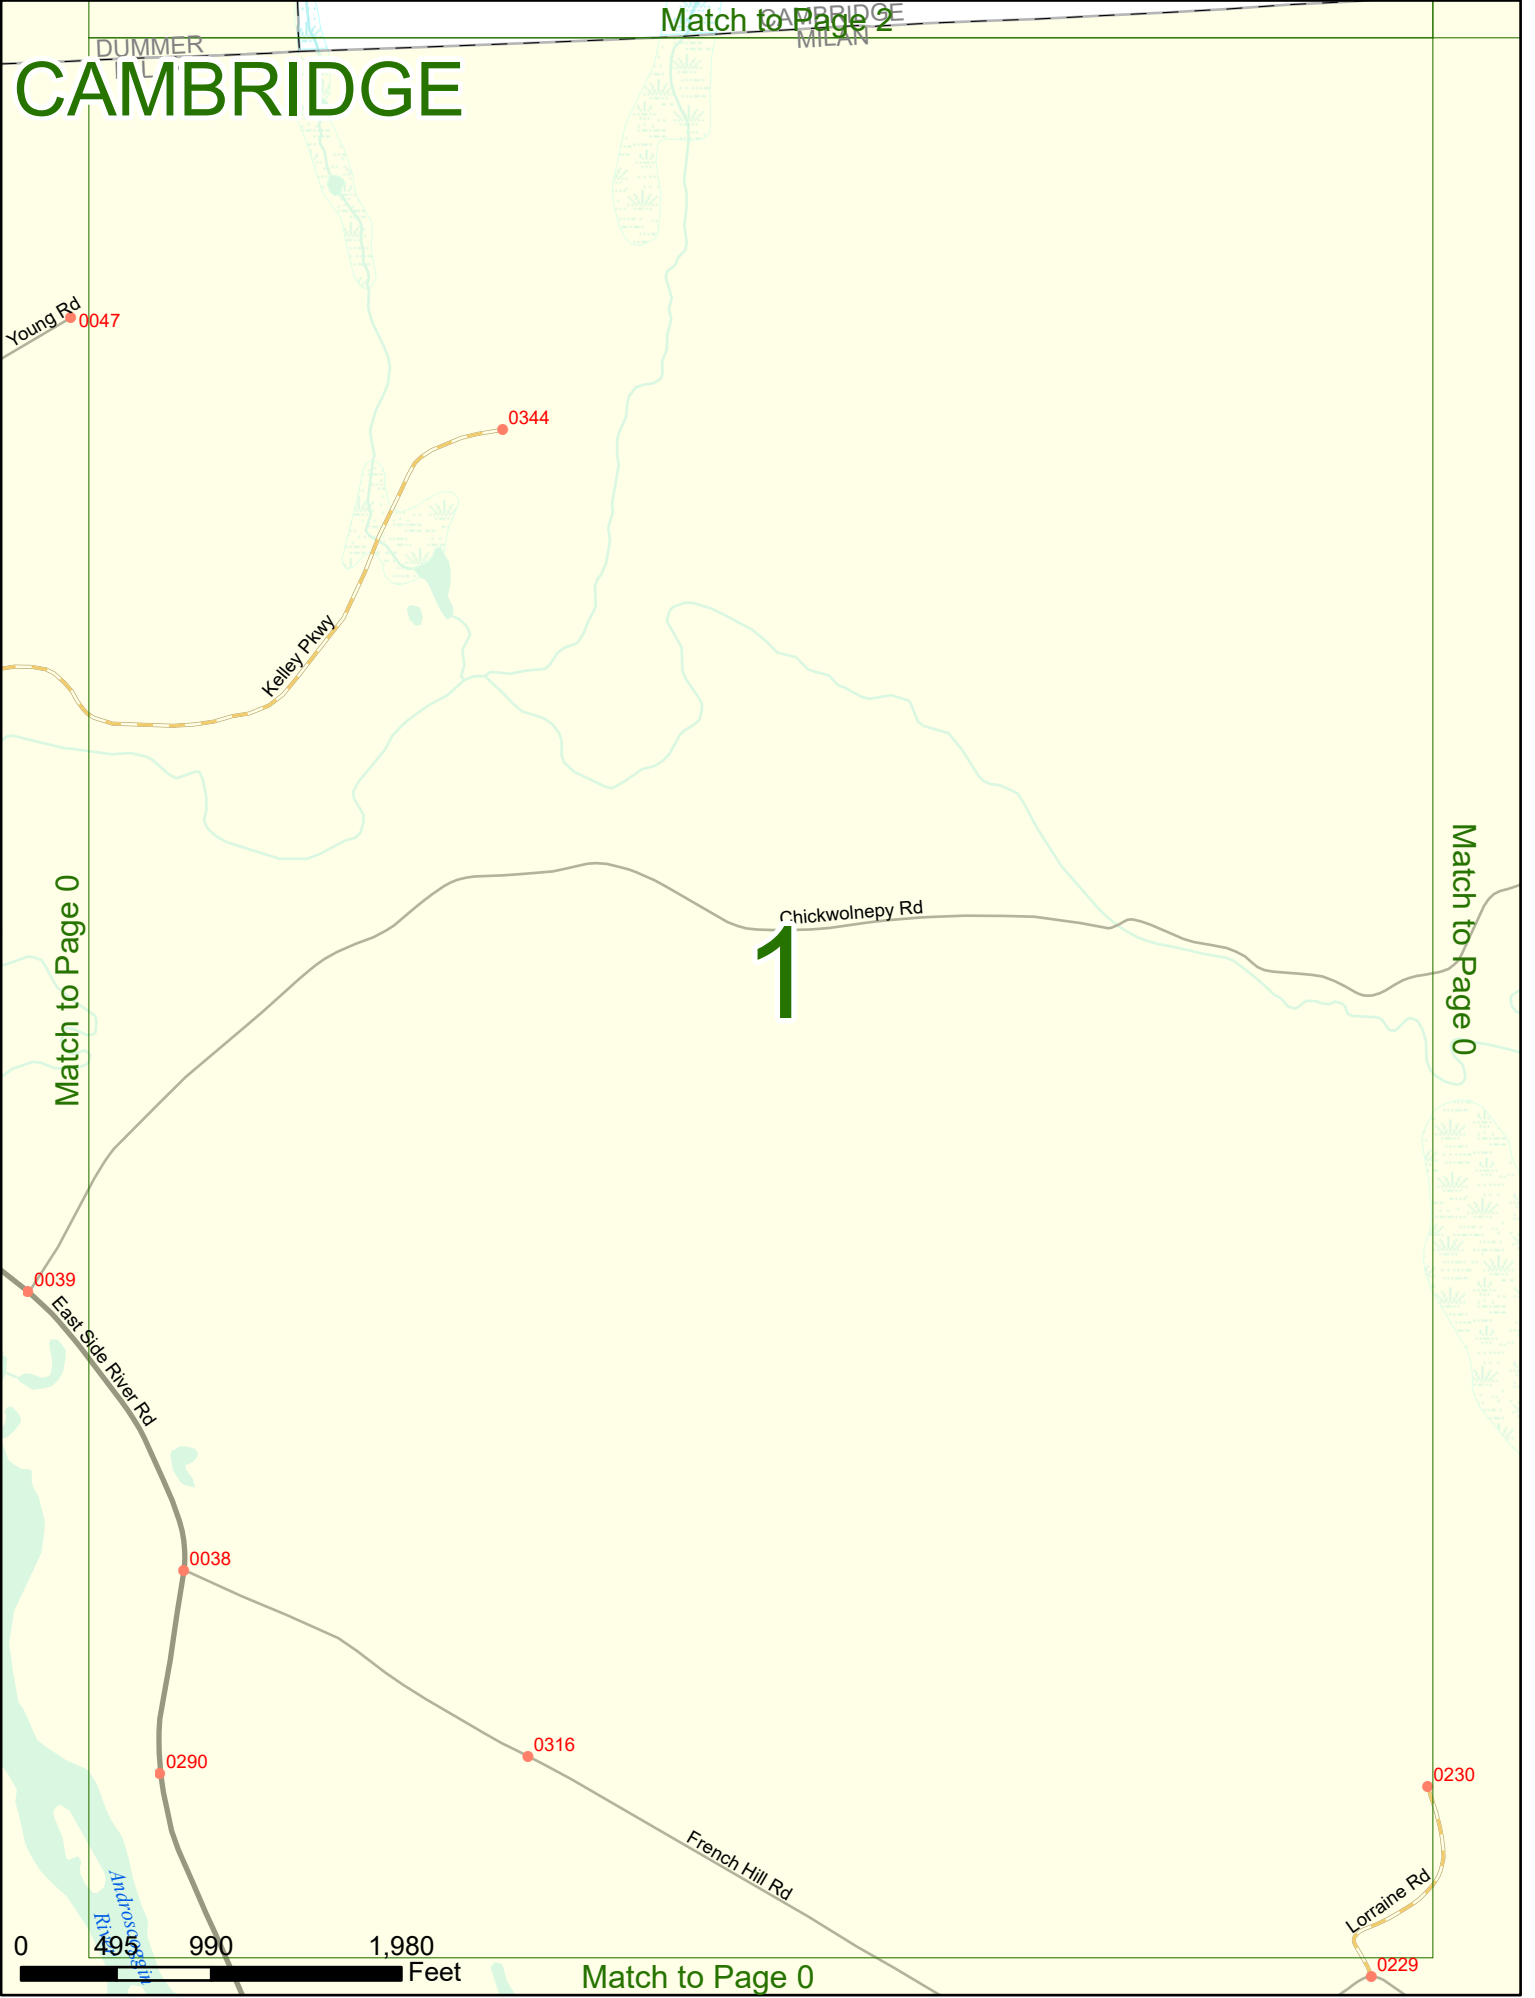 Match to Page 2
CAMBRIDGE
MILAN
DUMMER
CAMBRIDGE
Young Rd
0047
0344
Kelley Pkwy
Match to Page 0
Chickwolnepy Rd
1
Match to Page 0
0039
East Side River Rd
0038
0316
0290
0230
French Hill Rd
Lorraine Rd
Androscoggin
River
0 495 990 1,980
Feet
Match to Page 0
0229